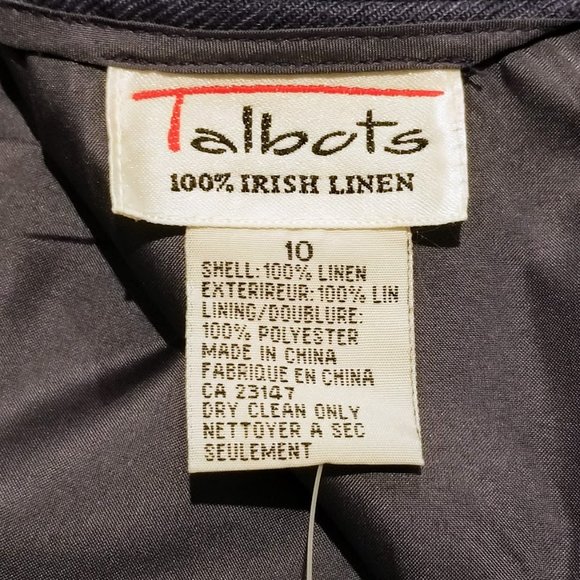 Talbots
100% IRISH LINEN
10
SHELL: 100% LINEN
EXTERIREUR: 100% LIN
LINING/DOUBLURE:
100% POLYESTER
MADE IN CHINA
FABRIQUE EN CHINA
CA 23147
DRY CLEAN ONLY
NETTOYER A SEC
SEULEMENT